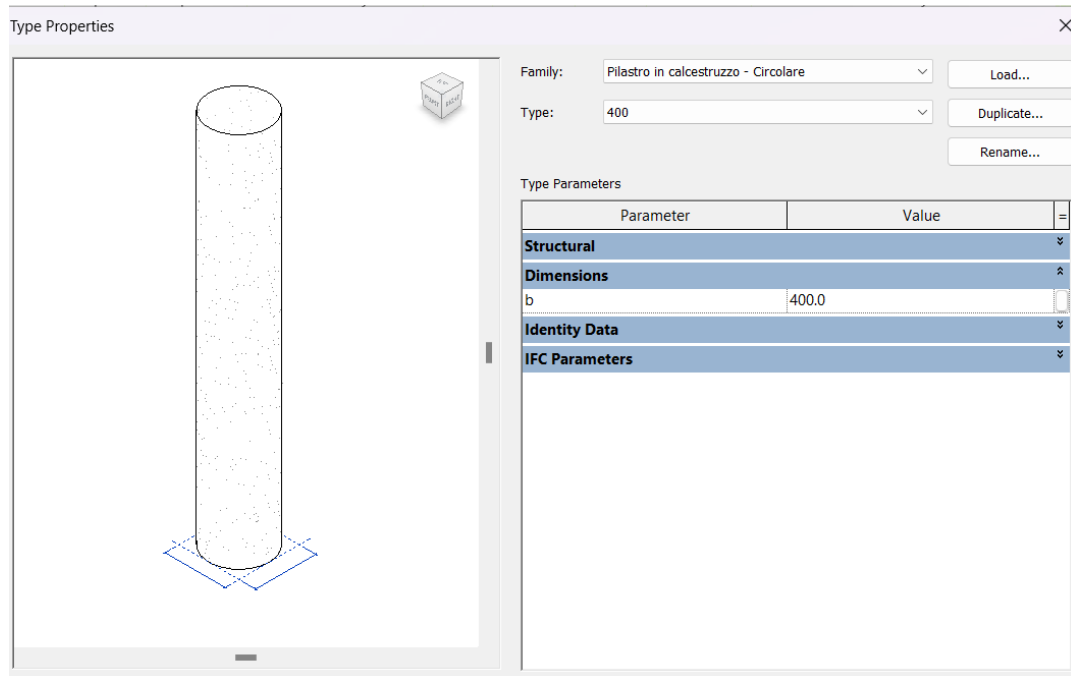 Type Properties
Family:
Pilastro in calcestruzzo - Circolare
Load...
Type:
400
Duplicate...
Rename...
Type Parameters
Parameter
Value
=
Structural
Dimensions
b
400.0
Identity Data
IFC Parameters